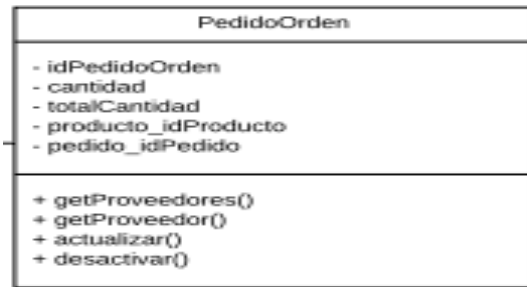 PedidoOrden
- idPedidoOrden
- cantidad
- totalCantidad
- producto_idProducto
- pedido_idPedido
+ getProveedores()
+ getProveedor()
+ actualizar()
+ desactivar()